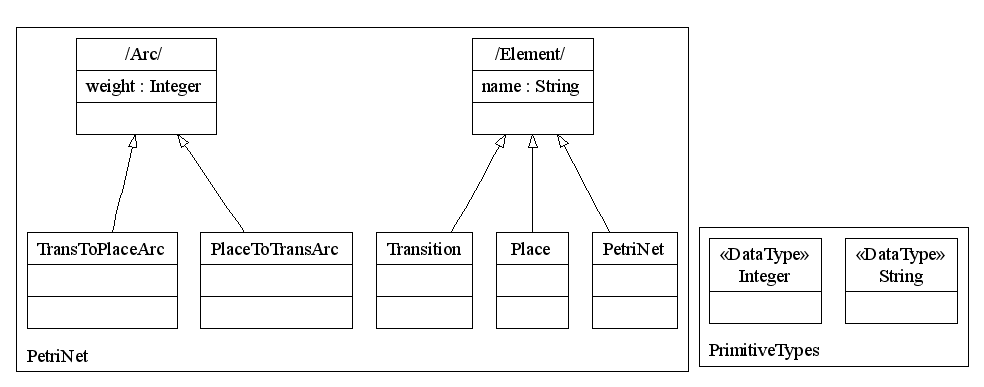 /Arc/
weight : Integer
/Element/
name : String
TransToPlaceArc
PlaceToTransArc
Transition
Place
PetriNet
PetriNet
«DataType»
Integer
«DataType»
String
PrimitiveTypes